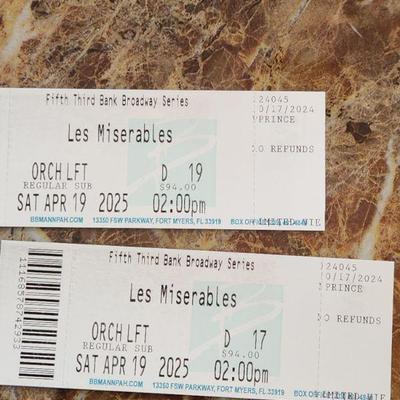 Fifth Third Bank Broadway Series
Les Miserables
ORCH LFT D 19
REGULAR SUB $94.00
SAT APR 19 2025 02:00pm
BBMANNPAH.COM 13350 FSW PARKWAY, FORT MYERS, FL 33919
24045
0/17/2024
PRINCE
O REFUNDS
Fifth Third Bank Broadway Series
Les Miserables
ORCH LFT D 17
REGULAR SUB $94.00
SAT APR 19 2025 02:00pm
BBMANNPAH.COM 13350 FSW PARKWAY, FORT MYERS, FL 33919
24045
0/17/2024
PRINCE
O REFUNDS